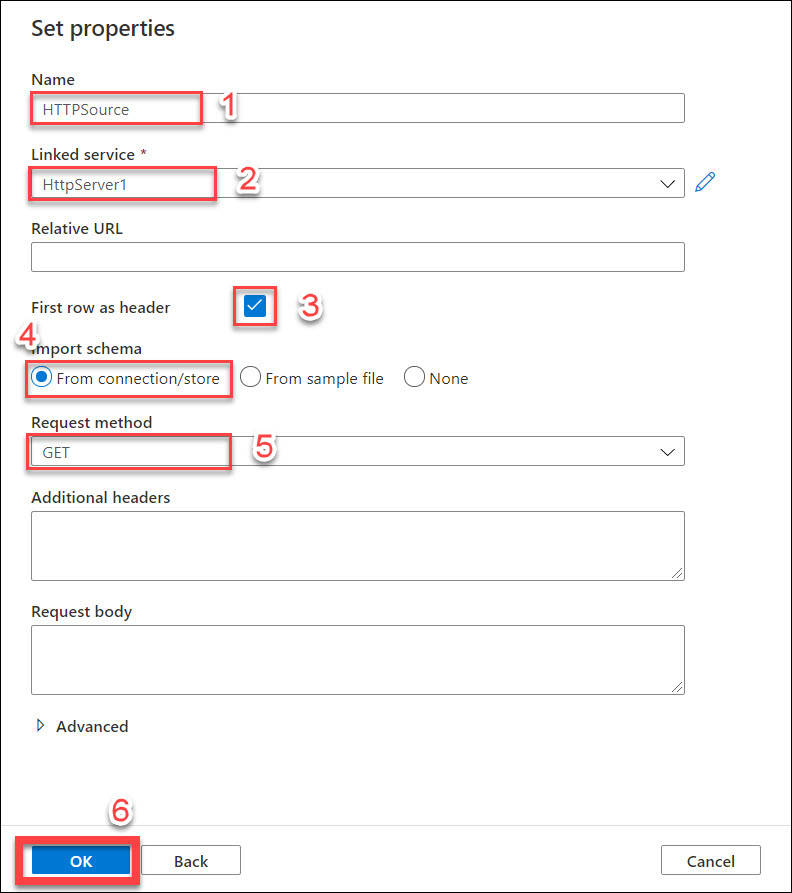 Set properties
Name
HTTPSource 1
Linked service *
HttpServer1 2
Relative URL
First row as header 3
4
Import schema
From connection/store From sample file None
Request method
GET 5
Additional headers
Request body
Advanced
6
OK Back Cancel